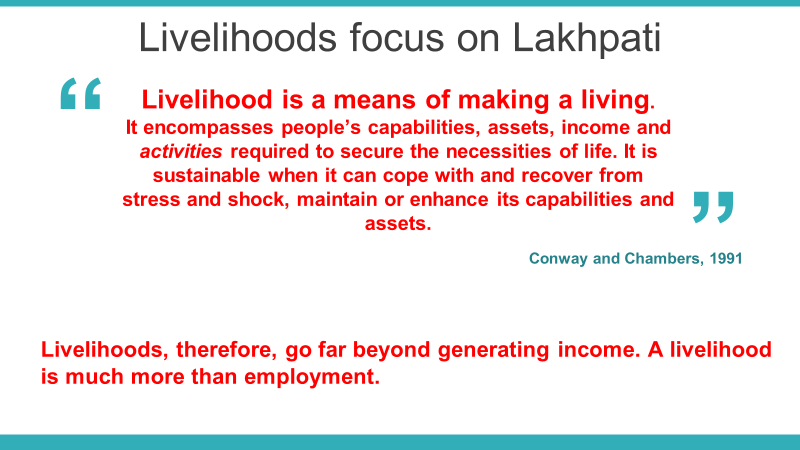 Livelihoods focus on Lakhpati
“
Livelihood is a means of making a living.
It encompasses people’s capabilities, assets, income and
activities required to secure the necessities of life. It is
sustainable when it can cope with and recover from
stress and shock, maintain or enhance its capabilities and
assets.
”
Conway and Chambers, 1991
Livelihoods, therefore, go far beyond generating income. A livelihood
is much more than employment.